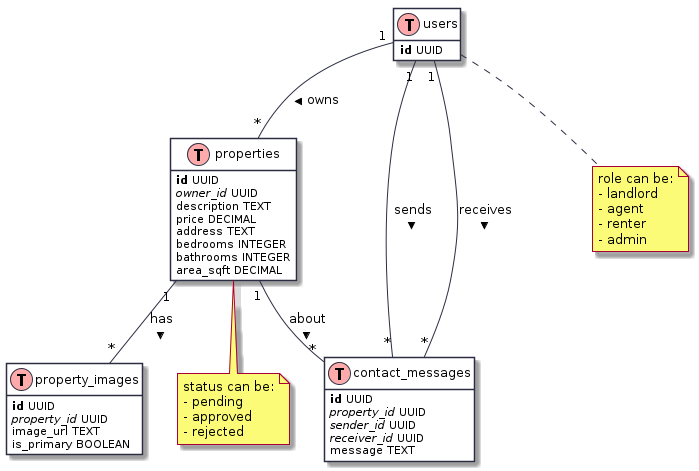 T users
id UUID
1
owns
*
1
1
role can be:
- landlord
- agent
- renter
- admin
T properties
id UUID
owner_id UUID
description TEXT
price DECIMAL
address TEXT
bedrooms INTEGER
bathrooms INTEGER
area_sqft DECIMAL
sends
receives
1
has
*
1
about
*
*
*
T property_images
id UUID
property_id UUID
image_url TEXT
is_primary BOOLEAN
status can be:
- pending
- approved
- rejected
T contact_messages
id UUID
property_id UUID
sender_id UUID
receiver_id UUID
message TEXT